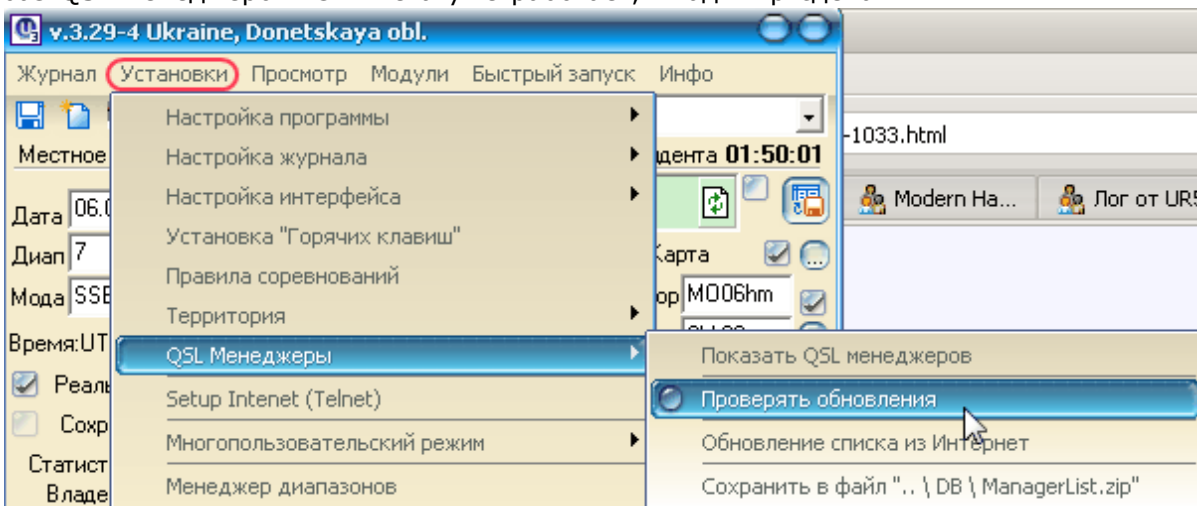 v.3.29-4 Ukraine, Donetskaya obl.
Журнал Установки Просмотр Модули Быстрый запуск Инфо
Настройка программы
-1033.html
Местное
Настройка журнала
01:50:01
Дата 06.0
Настройка интерфейса
Modern Ha...
Лог от UR5
Диап 7
Установка "Горячих клавиш"
Карта
Мода SSB
Правила соревнований
ор MO06hm
Территория
Время:UT
QSL Менеджеры
Показать QSL менеджеров
Реаль
Setup Intenet (Telnet)
Проверять обновления
Сохр
Многопользовательский режим
Обновление списка из Интернет
Статист
Владе
Менеджер диапазонов
Сохранить в файл ".. \ DB \ ManagerList.zip"